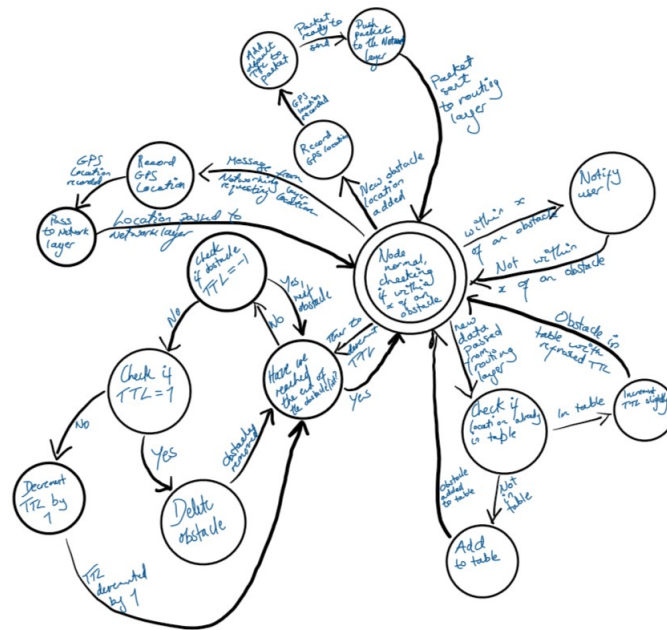 Packet
ready to
send
Push
packet
to the Network
layer
Add
default
TTL to
packet
Packet
sent
to routing
layer
GPS
location
recorded
Record
GPS location
New obstacle
location
added
Message from
Networking layer
requesting location
Record
GPS
Location
GPS
location
recorded
Pass
to Network
layer
Location passed to
Network layer
Notify
user
within x
of an obstacle
Not within
x of an obstacle
Node
normal,
checking
if within
x of an
obstacle
Check
if obstacle
TTL=-1
Yes,
next
obstacle
No
No
Time to
decrement
TTL
Have we
reached
the end of
the obstacle list?
Yes
Check if
TTL=1
No
Yes
Obstacle
removed
Decrement
TTL by
1
Delete
obstacle
TTL
decremented
by 1
New
data
passed
from
routing
layer
Check if
location already
in table
In table
Increment
TTL slightly
Obstacle in
table with
increased TTL
Not
in
table
Add
to table
Obstacle
added to table